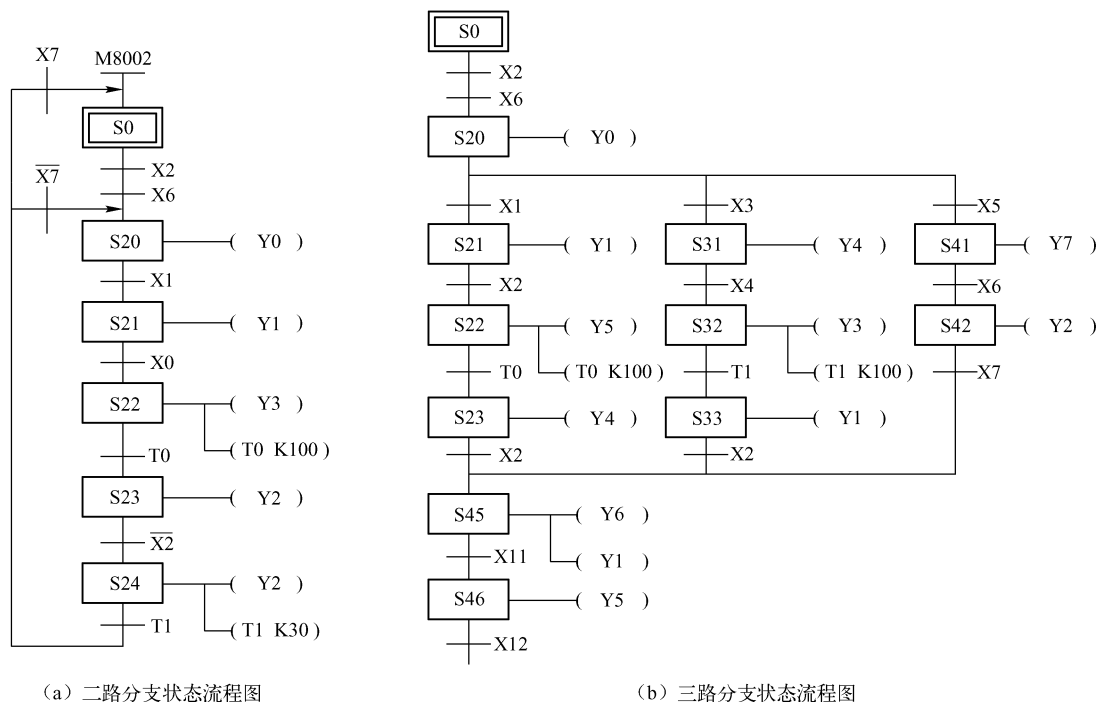 X7
M8002
S0
X2
X6
X̅7̅
S20 ( Y0 )
X1
S21 ( Y1 )
X0
S22 ( Y3 )
( T0 K100 )
T0
S23 ( Y2 )
X̅2̅
S24 ( Y2 )
( T1 K30 )
T1
(a) 二路分支状态流程图
S0
X2
X6
S20 ( Y0 )
X1 X3 X5
S21 ( Y1 ) S31 ( Y4 ) S41 ( Y7 )
X2 X4 X6
S22 ( Y5 ) S32 ( Y3 ) S42 ( Y2 )
( T0 K100 ) ( T1 K100 )
T0 T1 X7
S23 ( Y4 ) S33 ( Y1 )
X2 X2
S45 ( Y6 )
( Y1 )
X11
S46 ( Y5 )
X12
(b) 三路分支状态流程图